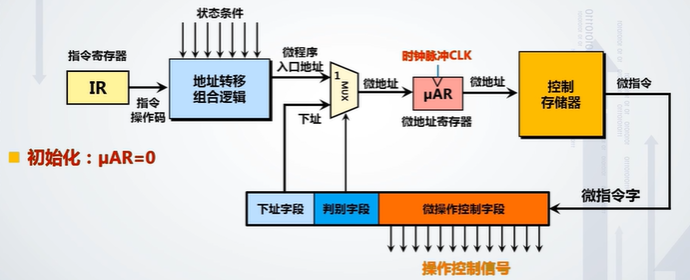 状态条件
指令寄存器
IR
指令
操作码
地址转移
组合逻辑
微程序
入口地址
下址
1
MUX
微地址
时钟脉冲CLK
μAR
微地址寄存器
微地址
控制
存储器
微指令
初始化：μAR=0
微指令字
下址字段
判别字段
微操作控制字段
操作控制信号